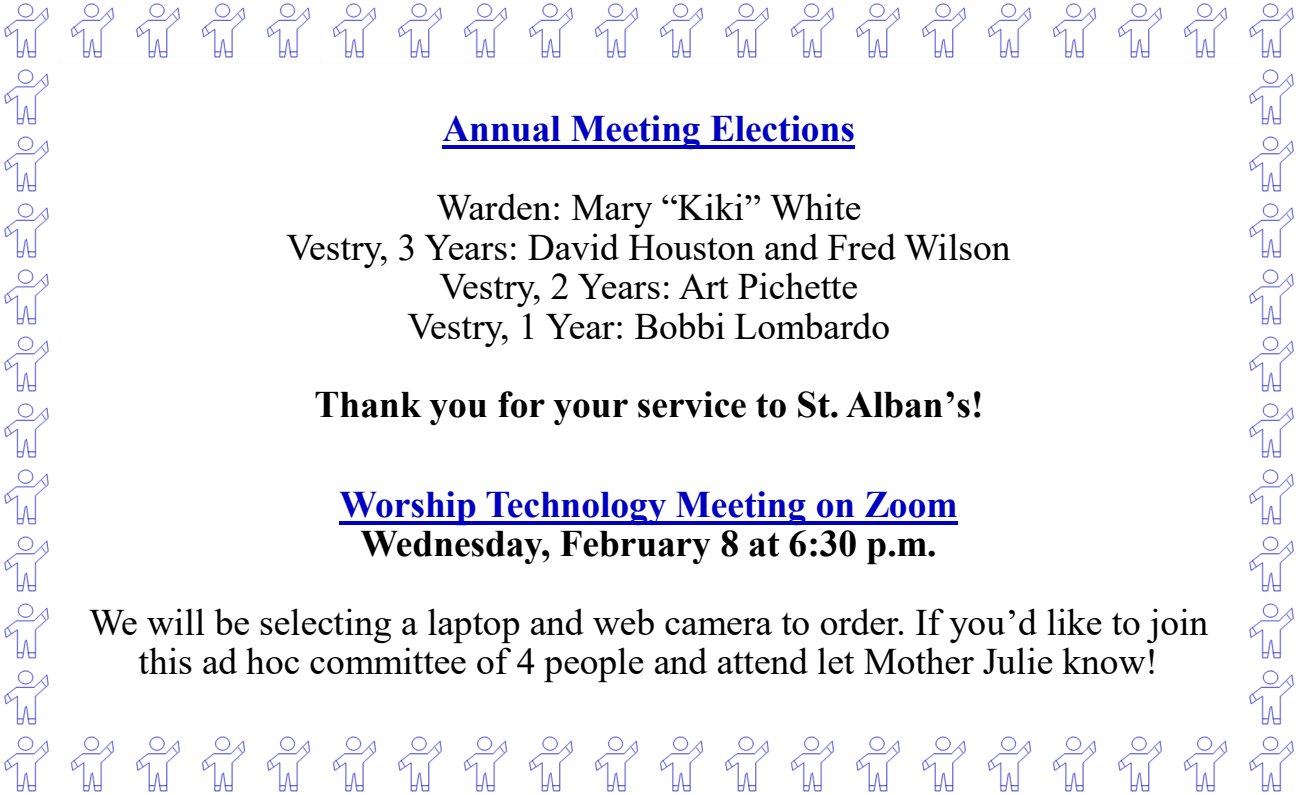 Annual Meeting Elections
Warden: Mary “Kiki” White
Vestry, 3 Years: David Houston and Fred Wilson
Vestry, 2 Years: Art Pichette
Vestry, 1 Year: Bobbi Lombardo
Thank you for your service to St. Alban’s!
Worship Technology Meeting on Zoom
Wednesday, February 8 at 6:30 p.m.
We will be selecting a laptop and web camera to order. If you’d like to join
this ad hoc committee of 4 people and attend let Mother Julie know!